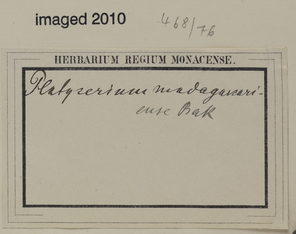 imaged 2010
468/76
HERBARIUM REGIUM MONACENSE.
Platycerium madagascari-
ense Bak